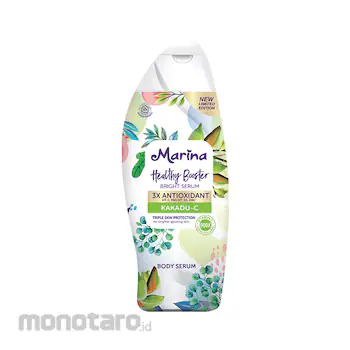 NEW
LIMITED
EDITION
Marina
Healthy Booster
BRIGHT SERUM
3X ANTIOXIDANT
KAKADU-C
TRIPLE SKIN PROTECTION
BODY SERUM
monotaro.id